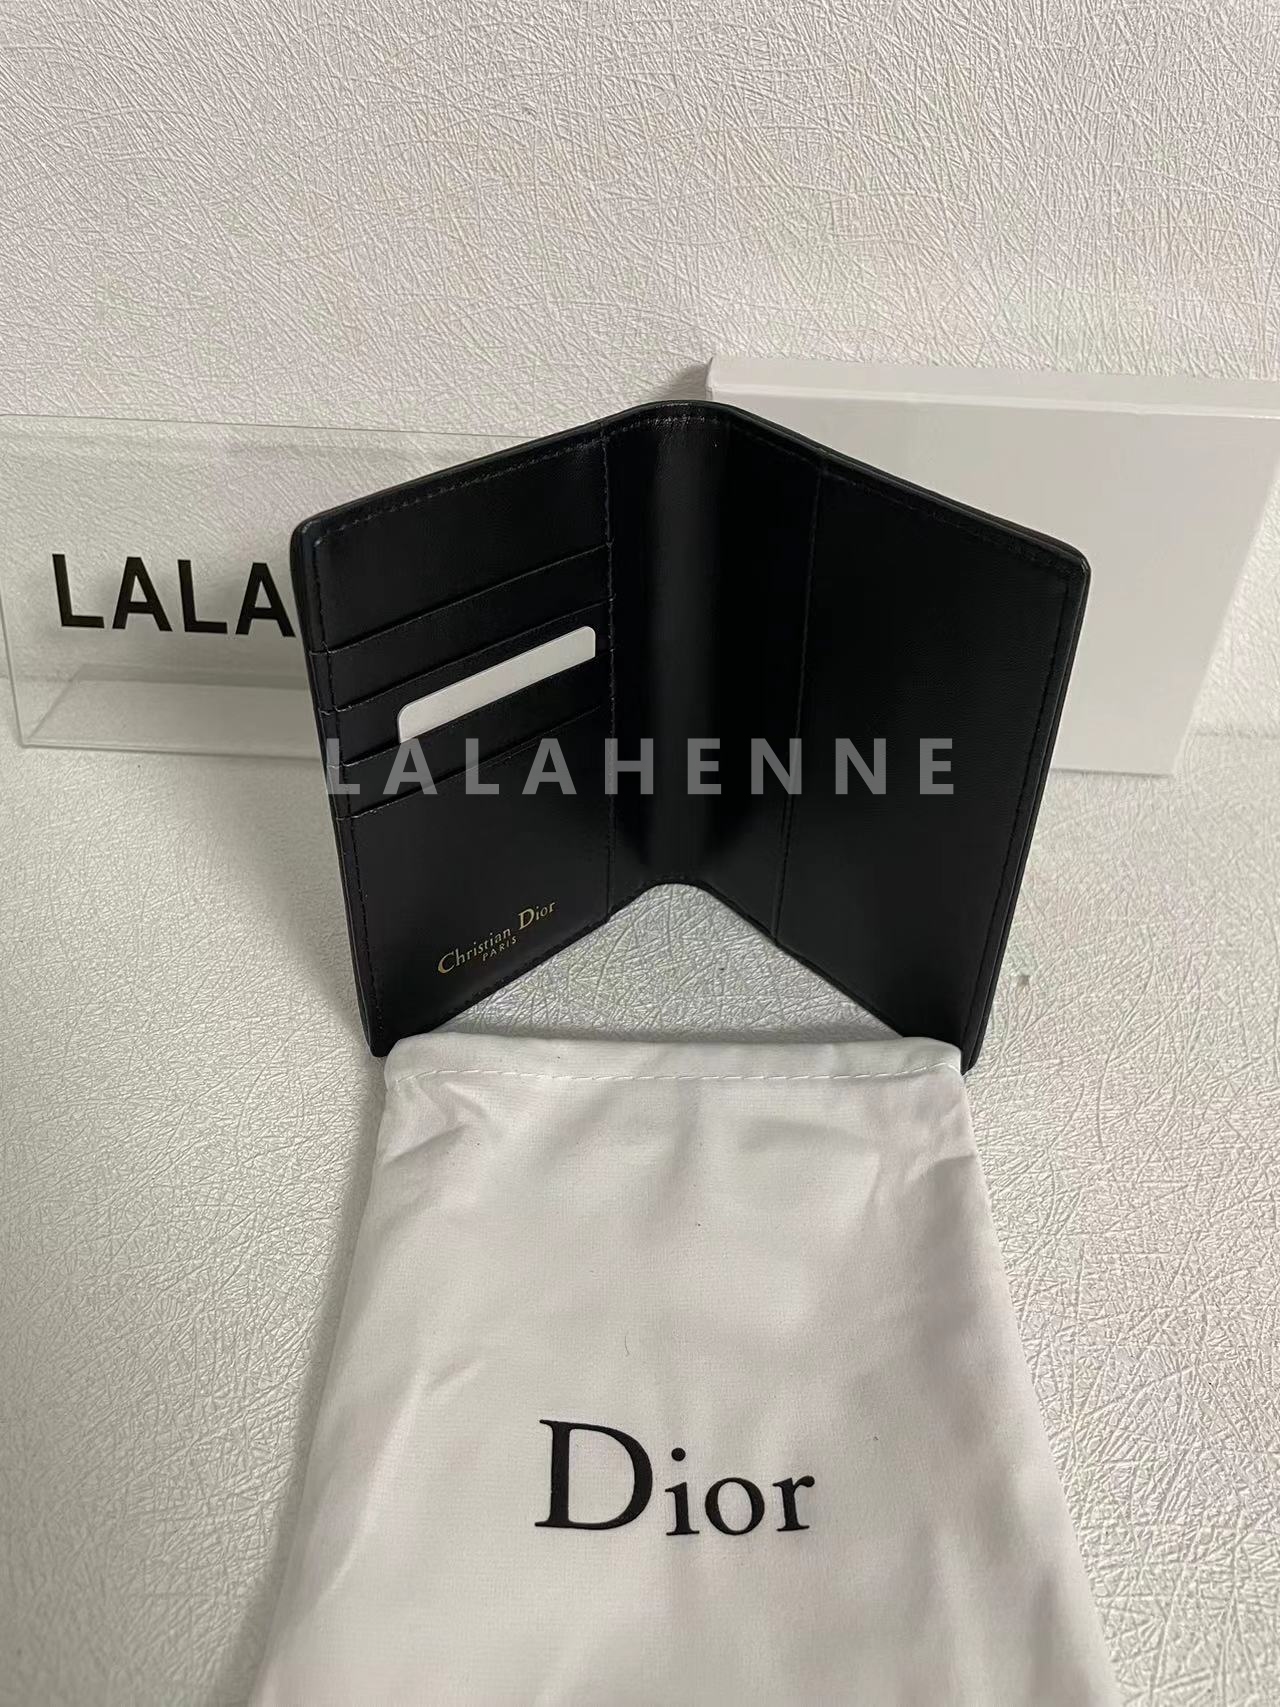 LALA
LALAHENNE
Christian Dior
PARIS
Dior